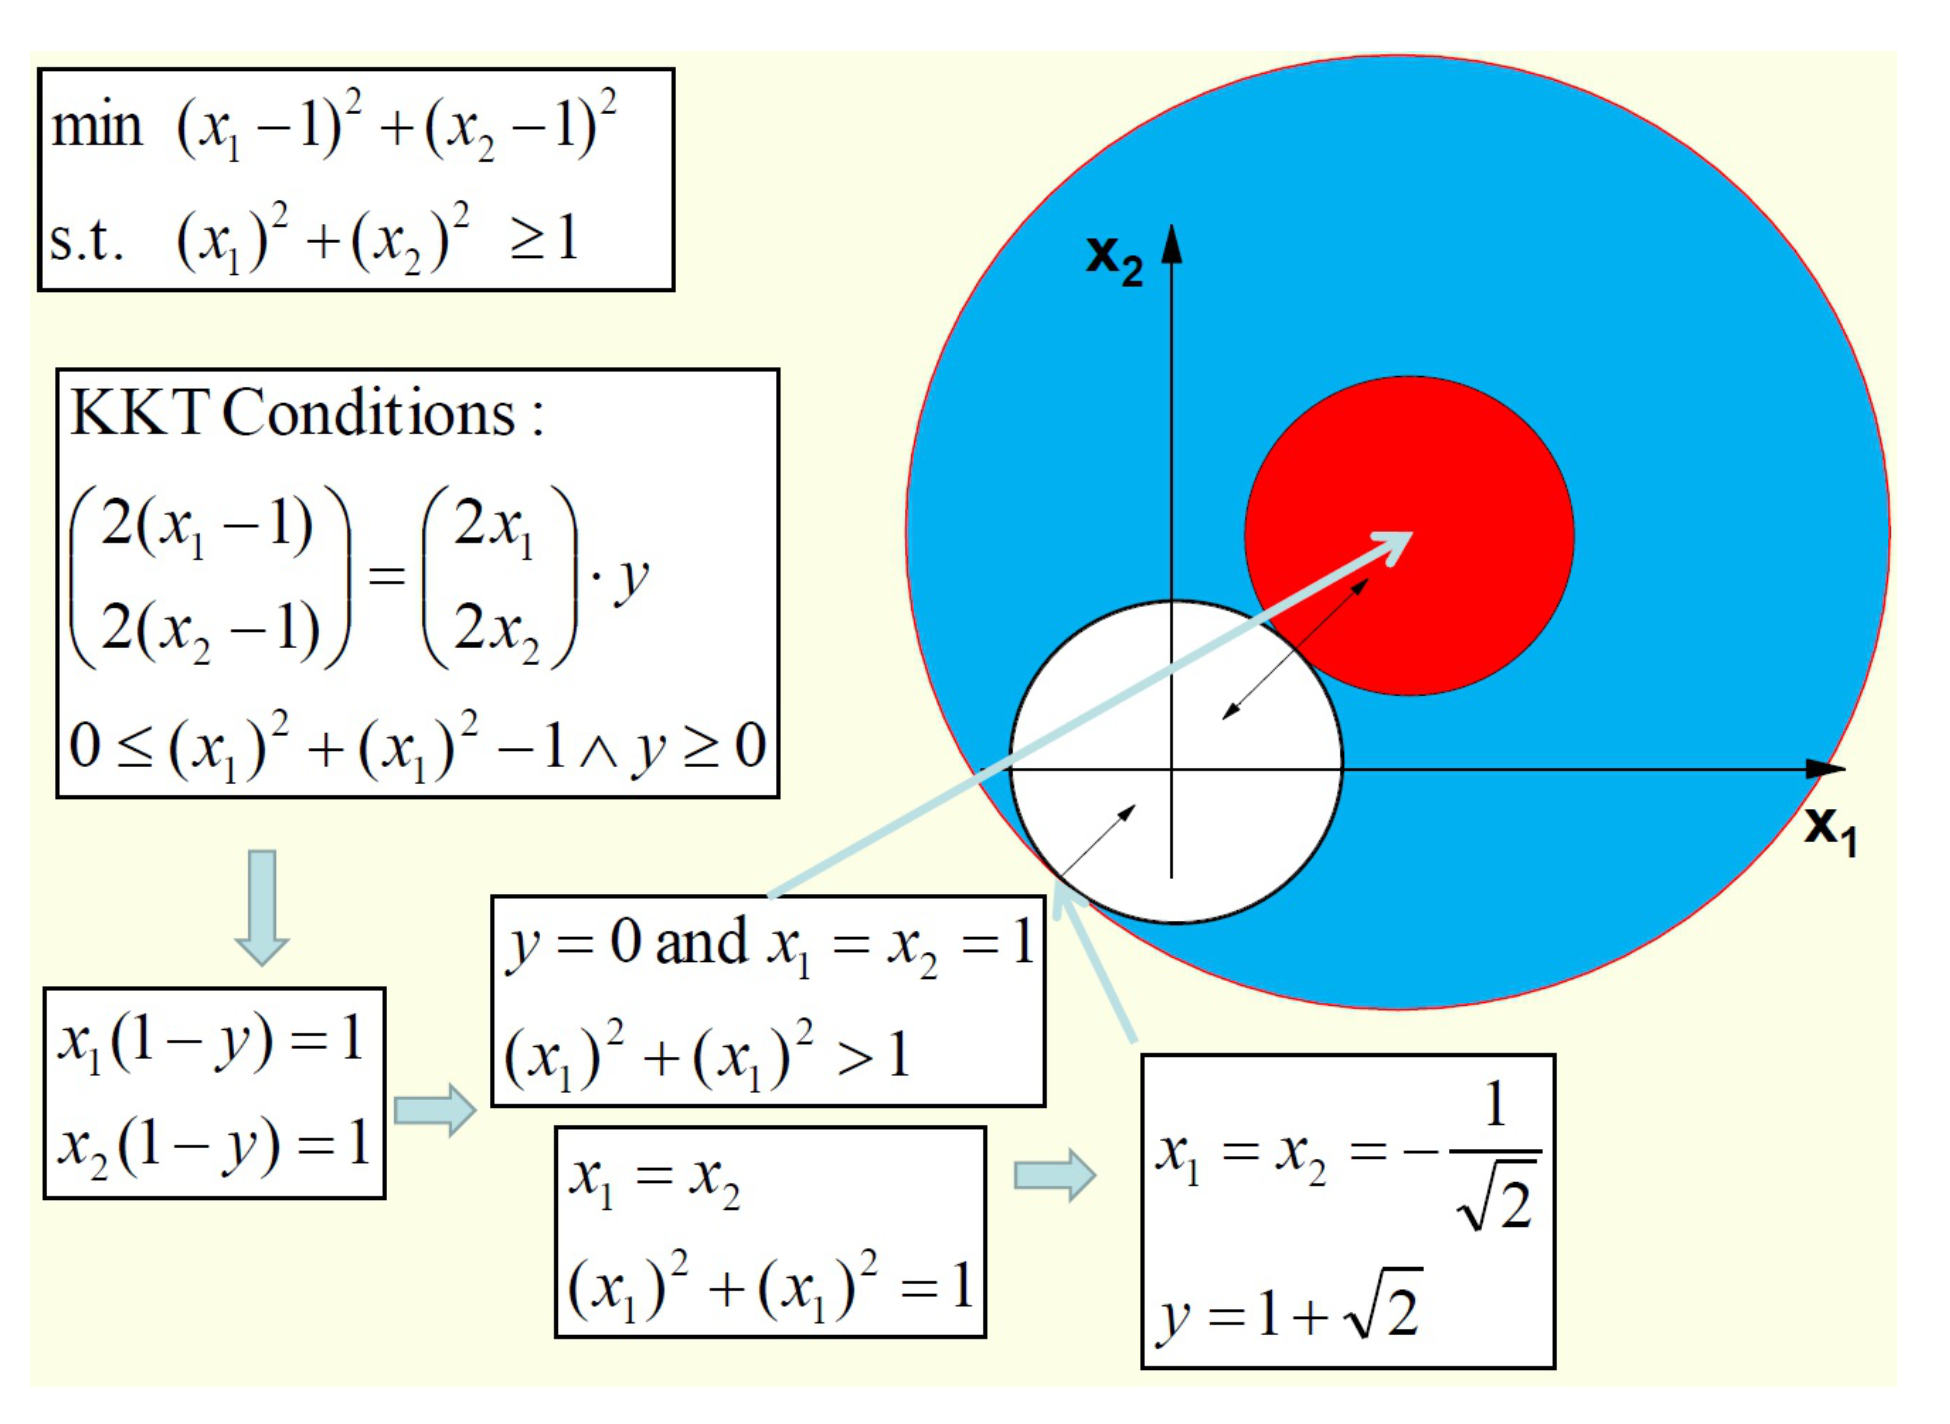 min (x₁ − 1)² + (x₂ − 1)²
s.t. (x₁)² + (x₂)² ≥ 1
KKT Conditions :
(2(x₁ − 1)) = (2x₁) · y
(2(x₂ − 1)) (2x₂)
0 ≤ (x₁)² + (x₁)² − 1 ∧ y ≥ 0
x₁(1 − y) = 1
x₂(1 − y) = 1
y = 0 and x₁ = x₂ = 1
(x₁)² + (x₁)² > 1
x₁ = x₂
(x₁)² + (x₁)² = 1
x₁ = x₂ = − 1/√2
y = 1 + √2
x₂
x₁